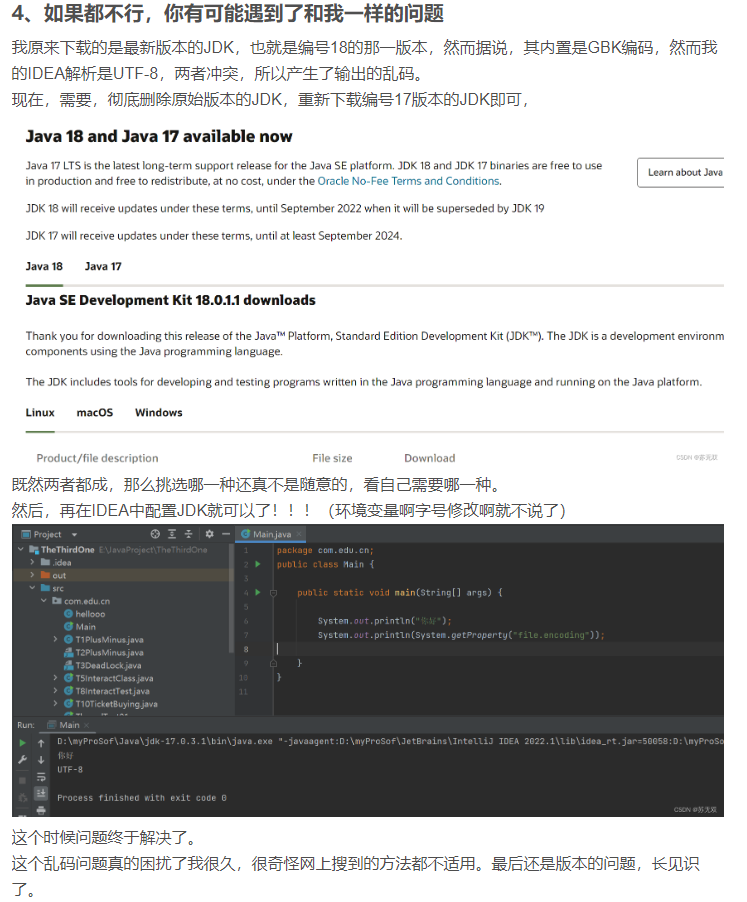 4、如果都不行，你有可能遇到了和我一样的问题
我原来下载的是最新版本的JDK，也就是编号18的那一版本，然而据说，其内置是GBK编码，然而我
的IDEA解析是UTF-8，两者冲突，所以产生了输出的乱码。
现在，需要，彻底删除原始版本的JDK，重新下载编号17版本的JDK即可，
Java 18 and Java 17 available now
Java 17 LTS is the latest long-term support release for the Java SE platform. JDK 18 and JDK 17 binaries are free to use
in production and free to redistribute, at no cost, under the Oracle No-Fee Terms and Conditions.
Learn about Java
JDK 18 will receive updates under these terms, until September 2022 when it will be superseded by JDK 19
JDK 17 will receive updates under these terms, until at least September 2024.
Java 18 Java 17
Java SE Development Kit 18.0.1.1 downloads
Thank you for downloading this release of the Java™ Platform, Standard Edition Development Kit (JDK™). The JDK is a development environm
components using the Java programming language.
The JDK includes tools for developing and testing programs written in the Java programming language and running on the Java platform.
Linux macOS Windows
Product/file description File size Download
CSDN @苏无双
既然两者都成，那么挑选哪一种还真不是随意的，看自己需要哪一种。
然后，再在IDEA中配置JDK就可以了！！！（环境变量啊字号修改啊就不说了）
Project
TheThirdOne E:\JavaProject\TheThirdOne
.idea
out
src
com.edu.cn
hellooo
Main
T1PlusMinus.java
T2PlusMinus.java
T3DeadLock.java
T5InteractClass.java
T8InteractTest.java
T10TicketBuying.java
Main.java
1 package com.edu.cn;
2 public class Main {
3
4 public static void main(String[] args) {
5
6 System.out.println("你好");
7 System.out.println(System.getProperty("file.encoding"));
8
9 }
10 }
11
Run: Main
D:\myProSof\Java\jdk-17.0.3.1\bin\java.exe "-javaagent:D:\myProSof\JetBrains\IntelliJ IDEA 2022.1\lib\idea_rt.jar=50058:D:\myProSo
你好
UTF-8
Process finished with exit code 0
CSDN @苏无双
这个时候问题终于解决了。
这个乱码问题真的困扰了我很久，很奇怪网上搜到的方法都不适用。最后还是版本的问题，长见识
了。